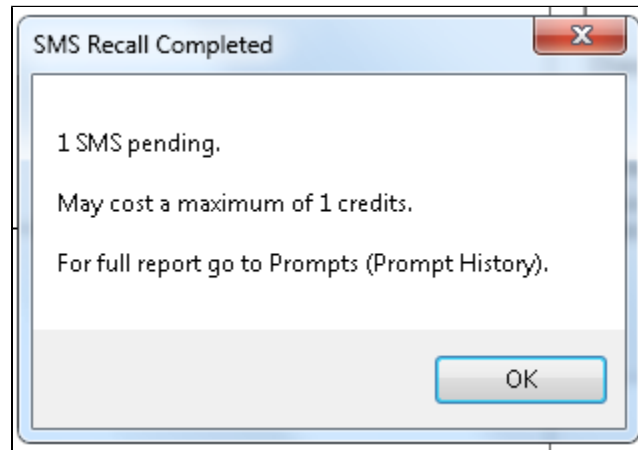 SMS Recall Completed
1 SMS pending.
May cost a maximum of 1 credits.
For full report go to Prompts (Prompt History).
OK